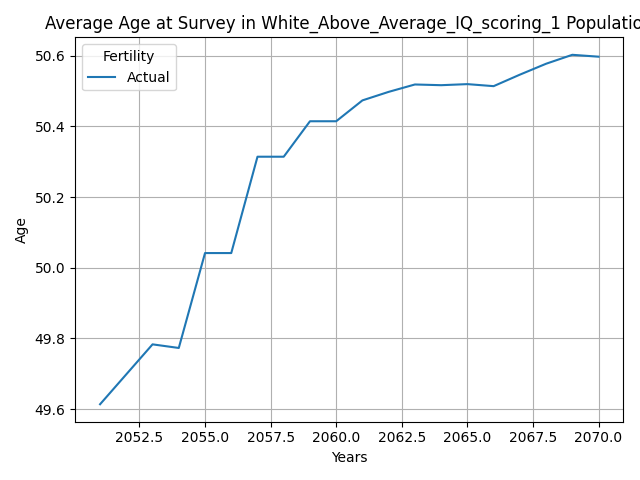 Average Age at Survey in White_Above_Average_IQ_scoring_1 Populatio
Fertility
Actual
50.6
50.4
50.2
50.0
49.8
49.6
Age
2052.5 2055.0 2057.5 2060.0 2062.5 2065.0 2067.5 2070.0
Years